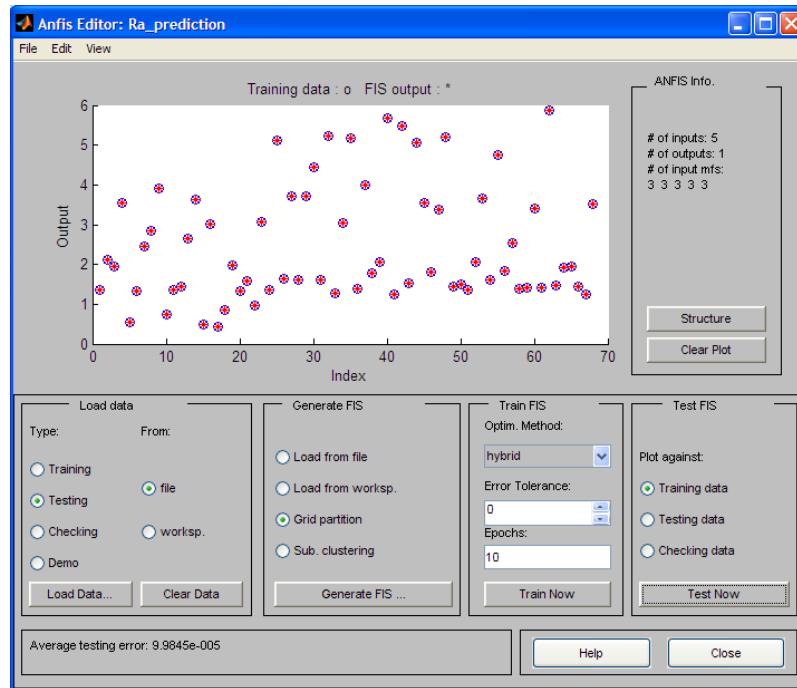 Anfis Editor: Ra_prediction
File Edit View
Training data : o FIS output : *
Output
6
5
4
3
2
1
0
0 10 20 30 40 50 60 70
Index
ANFIS Info.
# of inputs: 5
# of outputs: 1
# of input mfs:
3 3 3 3 3
Structure
Clear Plot
Load data
Type: From:
Training
Testing
Checking
Demo
file
worksp.
Load Data... Clear Data
Generate FIS
Load from file
Load from worksp.
Grid partition
Sub. clustering
Generate FIS ...
Train FIS
Optim. Method:
hybrid
Error Tolerance:
0
Epochs:
10
Train Now
Test FIS
Plot against:
Training data
Testing data
Checking data
Test Now
Average testing error: 9.9845e-005
Help Close